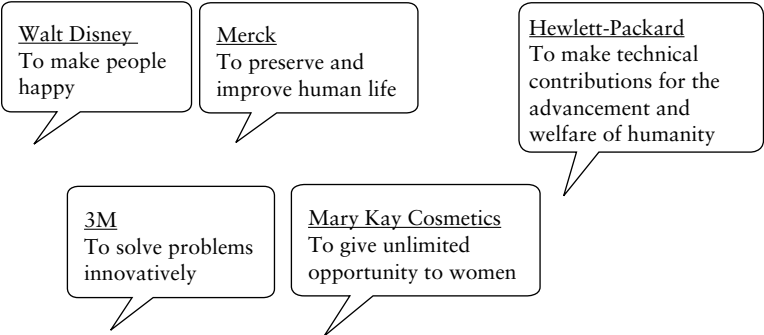 Walt Disney
To make people
happy
Merck
To preserve and
improve human life
Hewlett-Packard
To make technical
contributions for the
advancement and
welfare of humanity
3M
To solve problems
innovatively
Mary Kay Cosmetics
To give unlimited
opportunity to women